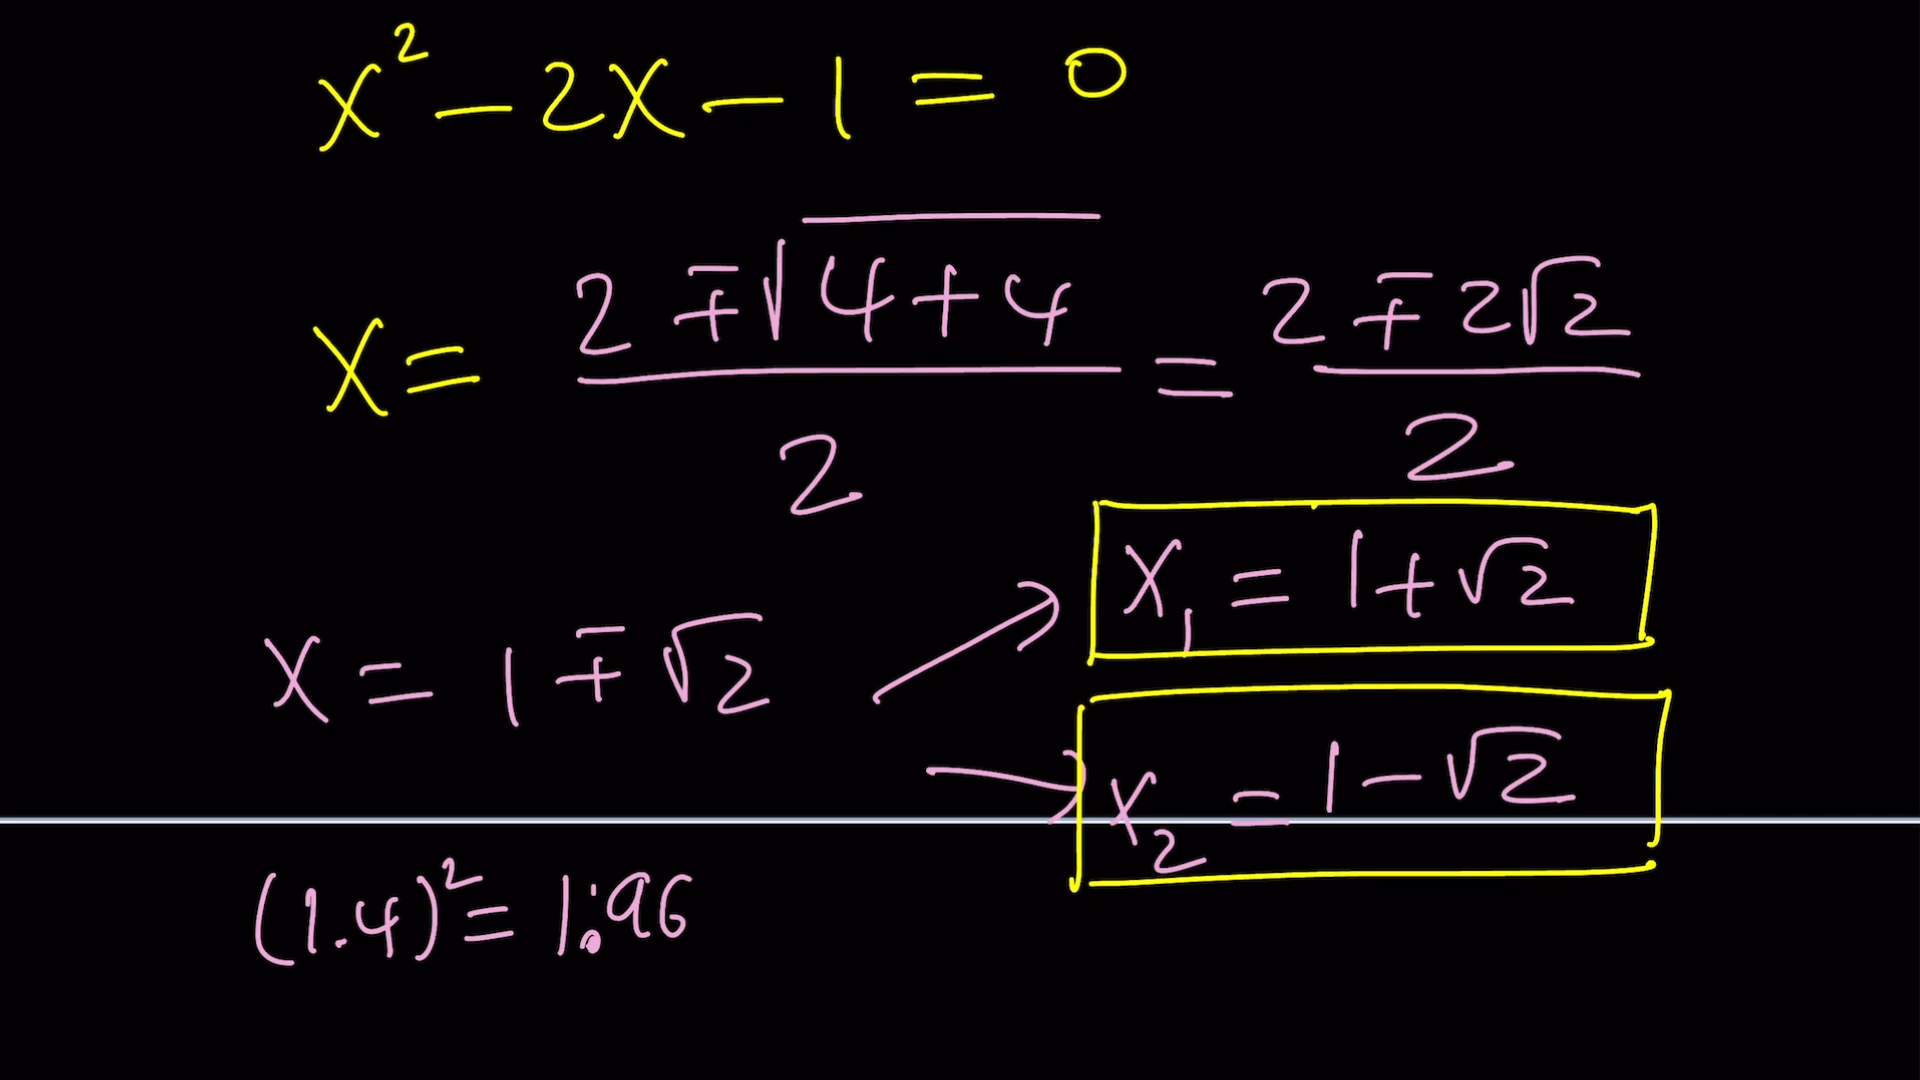 x² - 2x - 1 = 0
x = (2 ∓ √(4+4))/2 = (2 ∓ 2√2)/2
x₁ = 1+√2
x = 1 ∓ √2
x₂ = 1-√2
(1.4)² = 1.96